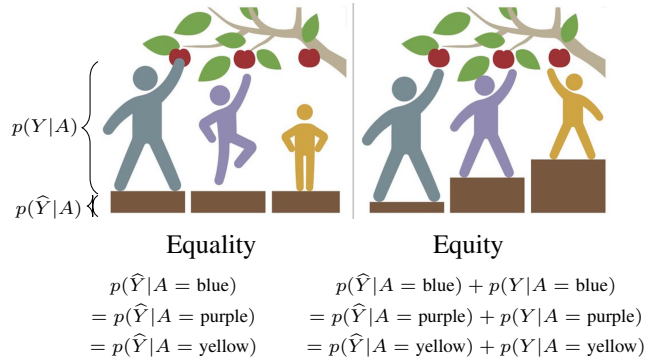 p(Y|A)
p(Ŷ|A)
Equality
Equity
p(Ŷ|A = blue)
= p(Ŷ|A = purple)
= p(Ŷ|A = yellow)
p(Ŷ|A = blue) + p(Y|A = blue)
= p(Ŷ|A = purple) + p(Y|A = purple)
= p(Ŷ|A = yellow) + p(Y|A = yellow)